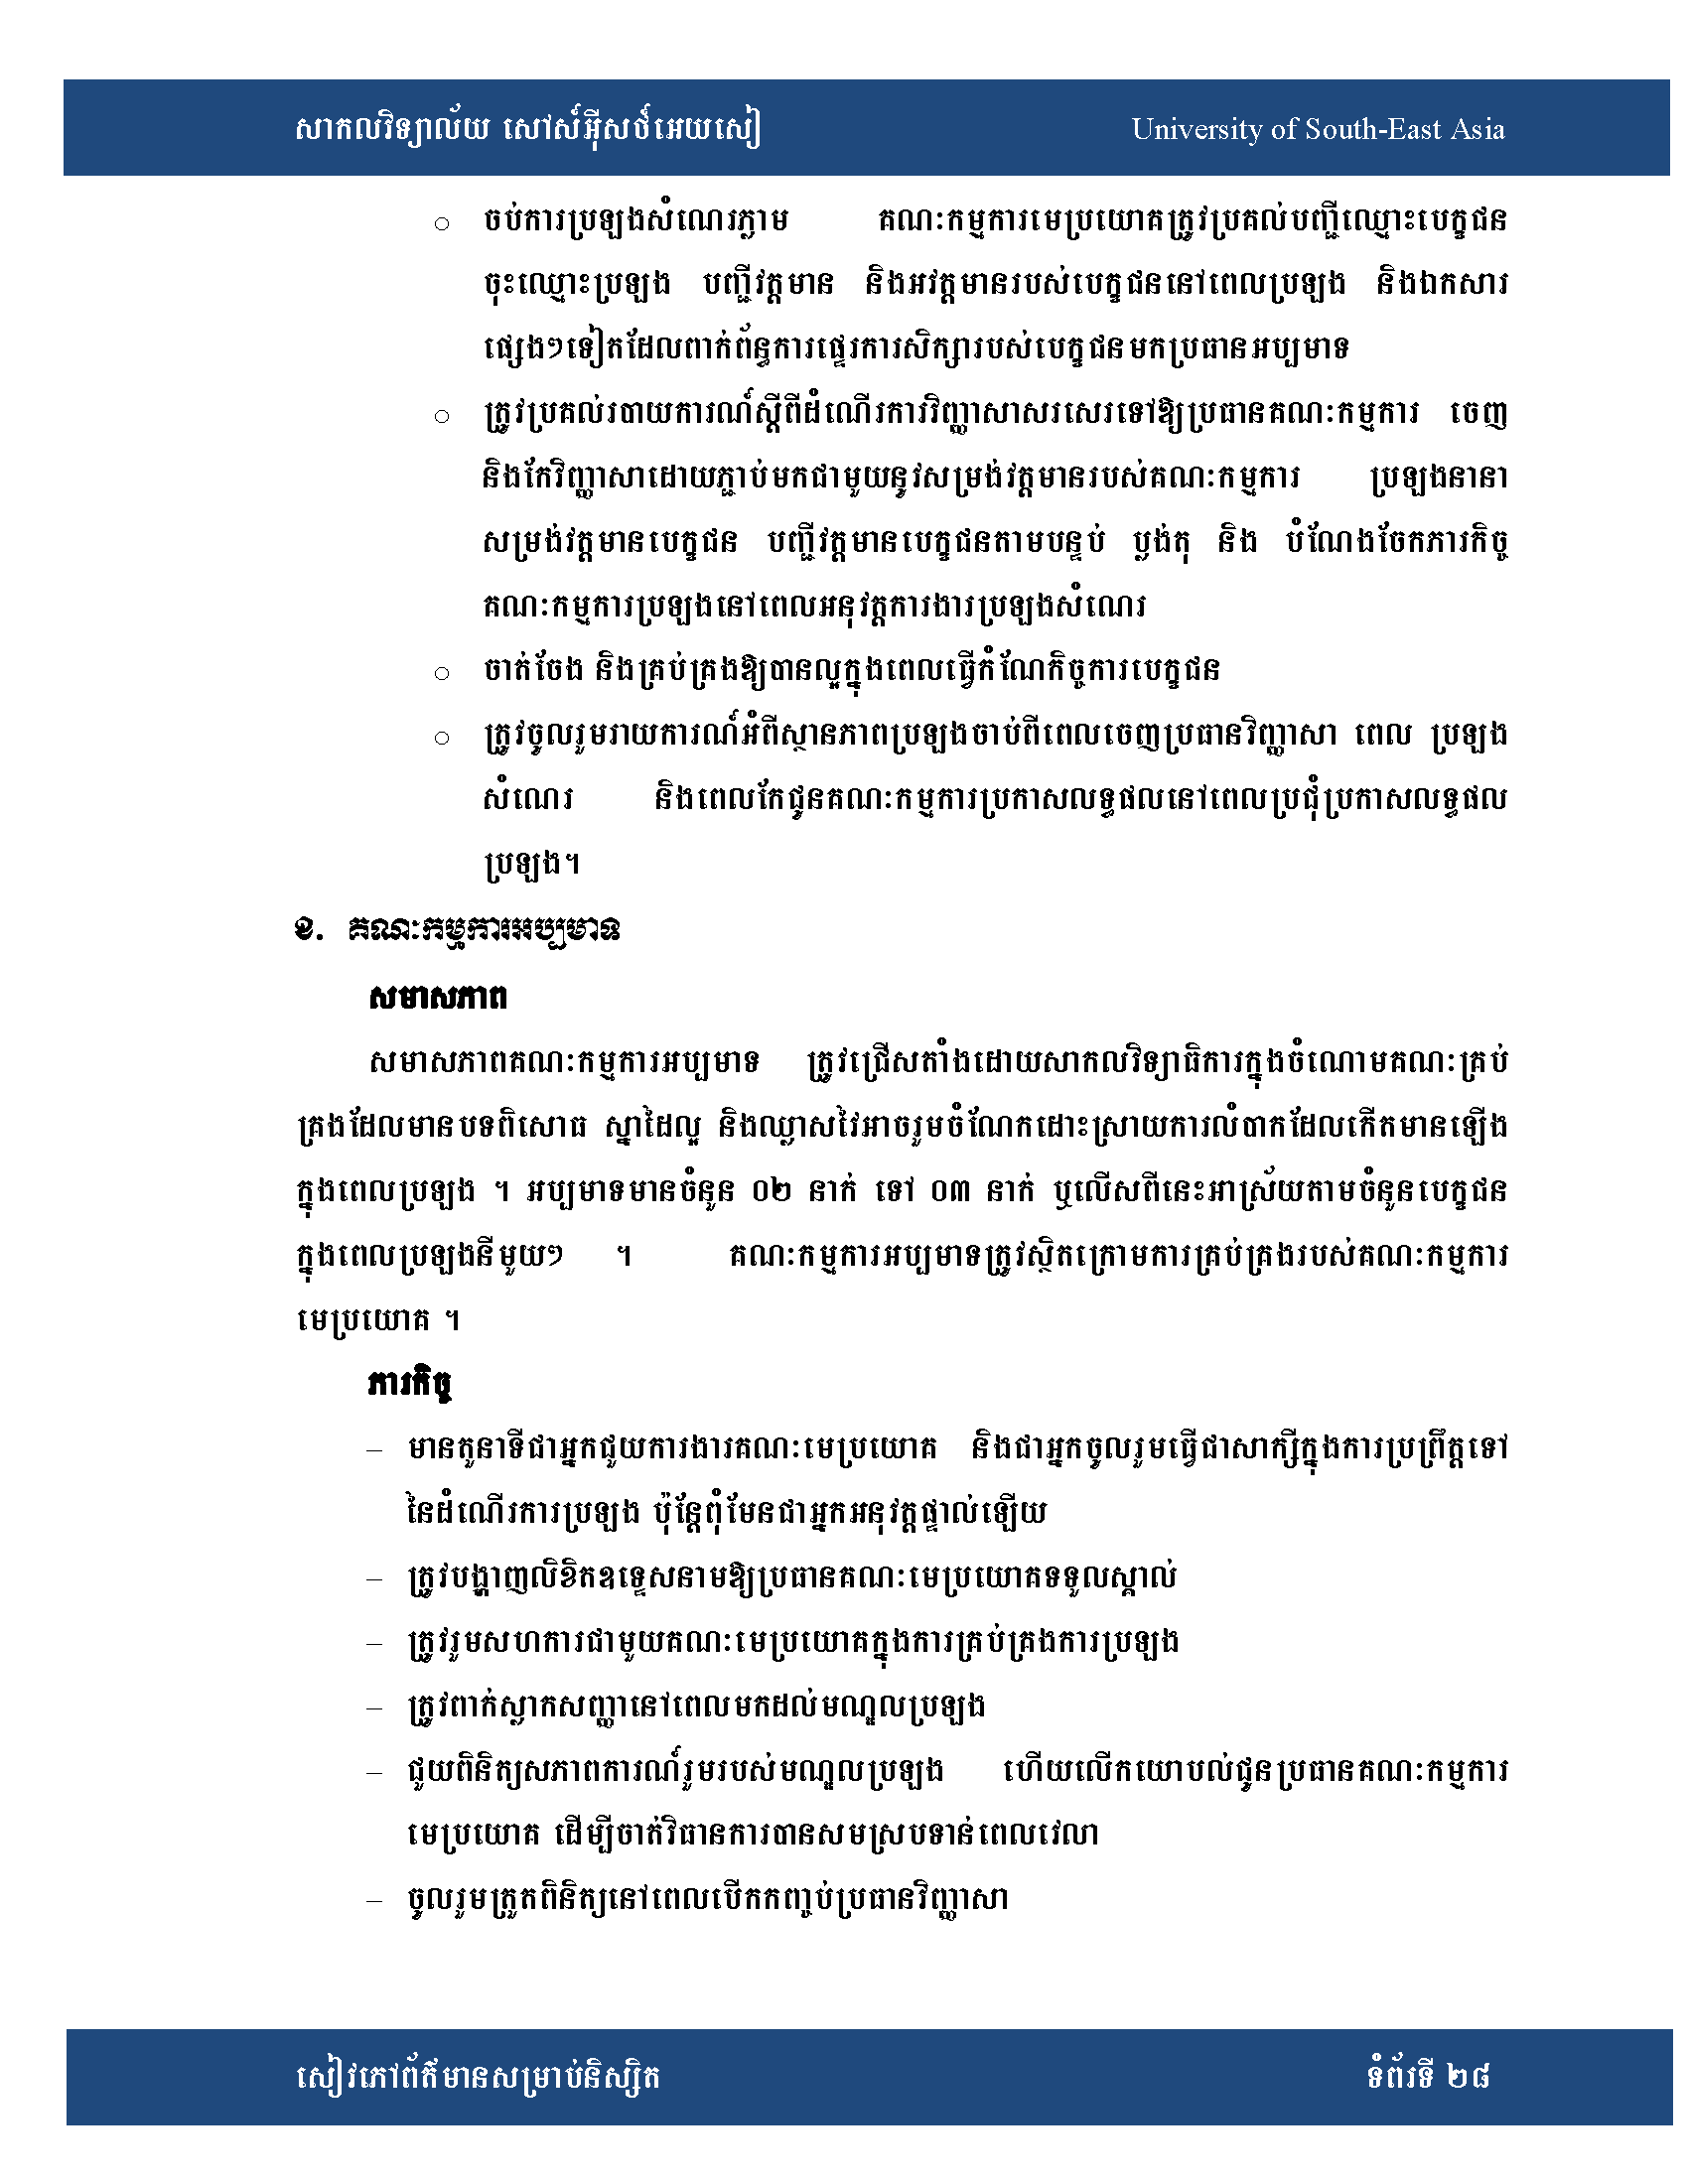 សាកលវិទ្យាល័យ សៅស៍អ៊ីសថ៍អេយសៀ University of South-East Asia
○ ចប់ការប្រឡងសំណេរភ្លាម គណៈកម្មការមេប្រយោគត្រូវប្រគល់បញ្ជីឈ្មោះបេក្ខជន
ចុះឈ្មោះប្រឡង បញ្ជីវត្តមាន និងអវត្តមានរបស់បេក្ខជននៅពេលប្រឡង និងឯកសារ
ផ្សេងៗទៀតដែលពាក់ព័ន្ធការផ្ទេរការសិក្សារបស់បេក្ខជនមកប្រធានអប្បមាទ
○ ត្រូវប្រគល់របាយការណ៍ស្តីពីដំណើរការវិញ្ញាសាសរសេរទៅឱ្យប្រធានគណៈកម្មការ ចេញ
និងកែវិញ្ញាសាដោយភ្ជាប់មកជាមួយនូវសម្រង់វត្តមានរបស់គណៈកម្មការ ប្រឡងនានា
សម្រង់វត្តមានបេក្ខជន បញ្ជីវត្តមានបេក្ខជនតាមបន្ទប់ ប្លង់តុ និង បំណែងចែកភារកិច្ច
គណៈកម្មការប្រឡងនៅពេលអនុវត្តការងារប្រឡងសំណេរ
○ ចាត់ចែង និងគ្រប់គ្រងឱ្យបានល្អក្នុងពេលធ្វើកំណែកិច្ចការបេក្ខជន
○ ត្រូវចូលរួមរាយការណ៍អំពីស្ថានភាពប្រឡងចាប់ពីពេលចេញប្រធានវិញ្ញាសា ពេល ប្រឡង
សំណេរ និងពេលកែជូនគណៈកម្មការប្រកាសលទ្ធផលនៅពេលប្រជុំប្រកាសលទ្ធផល
ប្រឡង។
ខ. គណៈកម្មការអប្បមាទ
សមាសភាព
សមាសភាពគណៈកម្មការអប្បមាទ ត្រូវជ្រើសតាំងដោយសាកលវិទ្យាធិការក្នុងចំណោមគណៈគ្រប់
គ្រងដែលមានបទពិសោធ ស្នាដៃល្អ និងឈ្លាសវៃអាចរួមចំណែកដោះស្រាយការលំបាកដែលកើតមានឡើង
ក្នុងពេលប្រឡង ។ អប្បមាទមានចំនួន ០២ នាក់ ទៅ ០៣ នាក់ ឬលើសពីនេះអាស្រ័យតាមចំនួនបេក្ខជន
ក្នុងពេលប្រឡងនីមួយៗ ។ គណៈកម្មការអប្បមាទត្រូវស្ថិតក្រោមការគ្រប់គ្រងរបស់គណៈកម្មការ
មេប្រយោគ ។
ភារកិច្ច
– មានតួនាទីជាអ្នកជួយការងារគណៈមេប្រយោគ និងជាអ្នកចូលរួមធ្វើជាសាក្សីក្នុងការប្រព្រឹត្តទៅ
នៃដំណើរការប្រឡង ប៉ុន្តែពុំមែនជាអ្នកអនុវត្តផ្ទាល់ឡើយ
– ត្រូវបង្ហាញលិខិតឧទ្ទេសនាមឱ្យប្រធានគណៈមេប្រយោគទទួលស្គាល់
– ត្រូវរួមសហការជាមួយគណៈមេប្រយោគក្នុងការគ្រប់គ្រងការប្រឡង
– ត្រូវពាក់ស្លាកសញ្ញានៅពេលមកដល់មណ្ឌលប្រឡង
– ជួយពិនិត្យសភាពការណ៍រួមរបស់មណ្ឌលប្រឡង ហើយលើកយោបល់ជូនប្រធានគណៈកម្មការ
មេប្រយោគ ដើម្បីចាត់វិធានការបានសមស្របទាន់ពេលវេលា
– ចូលរួមត្រួតពិនិត្យនៅពេលបើកកញ្ចប់ប្រធានវិញ្ញាសា
សៀវភៅព័ត៌មានសម្រាប់និស្សិត ទំព័រទី ២៨